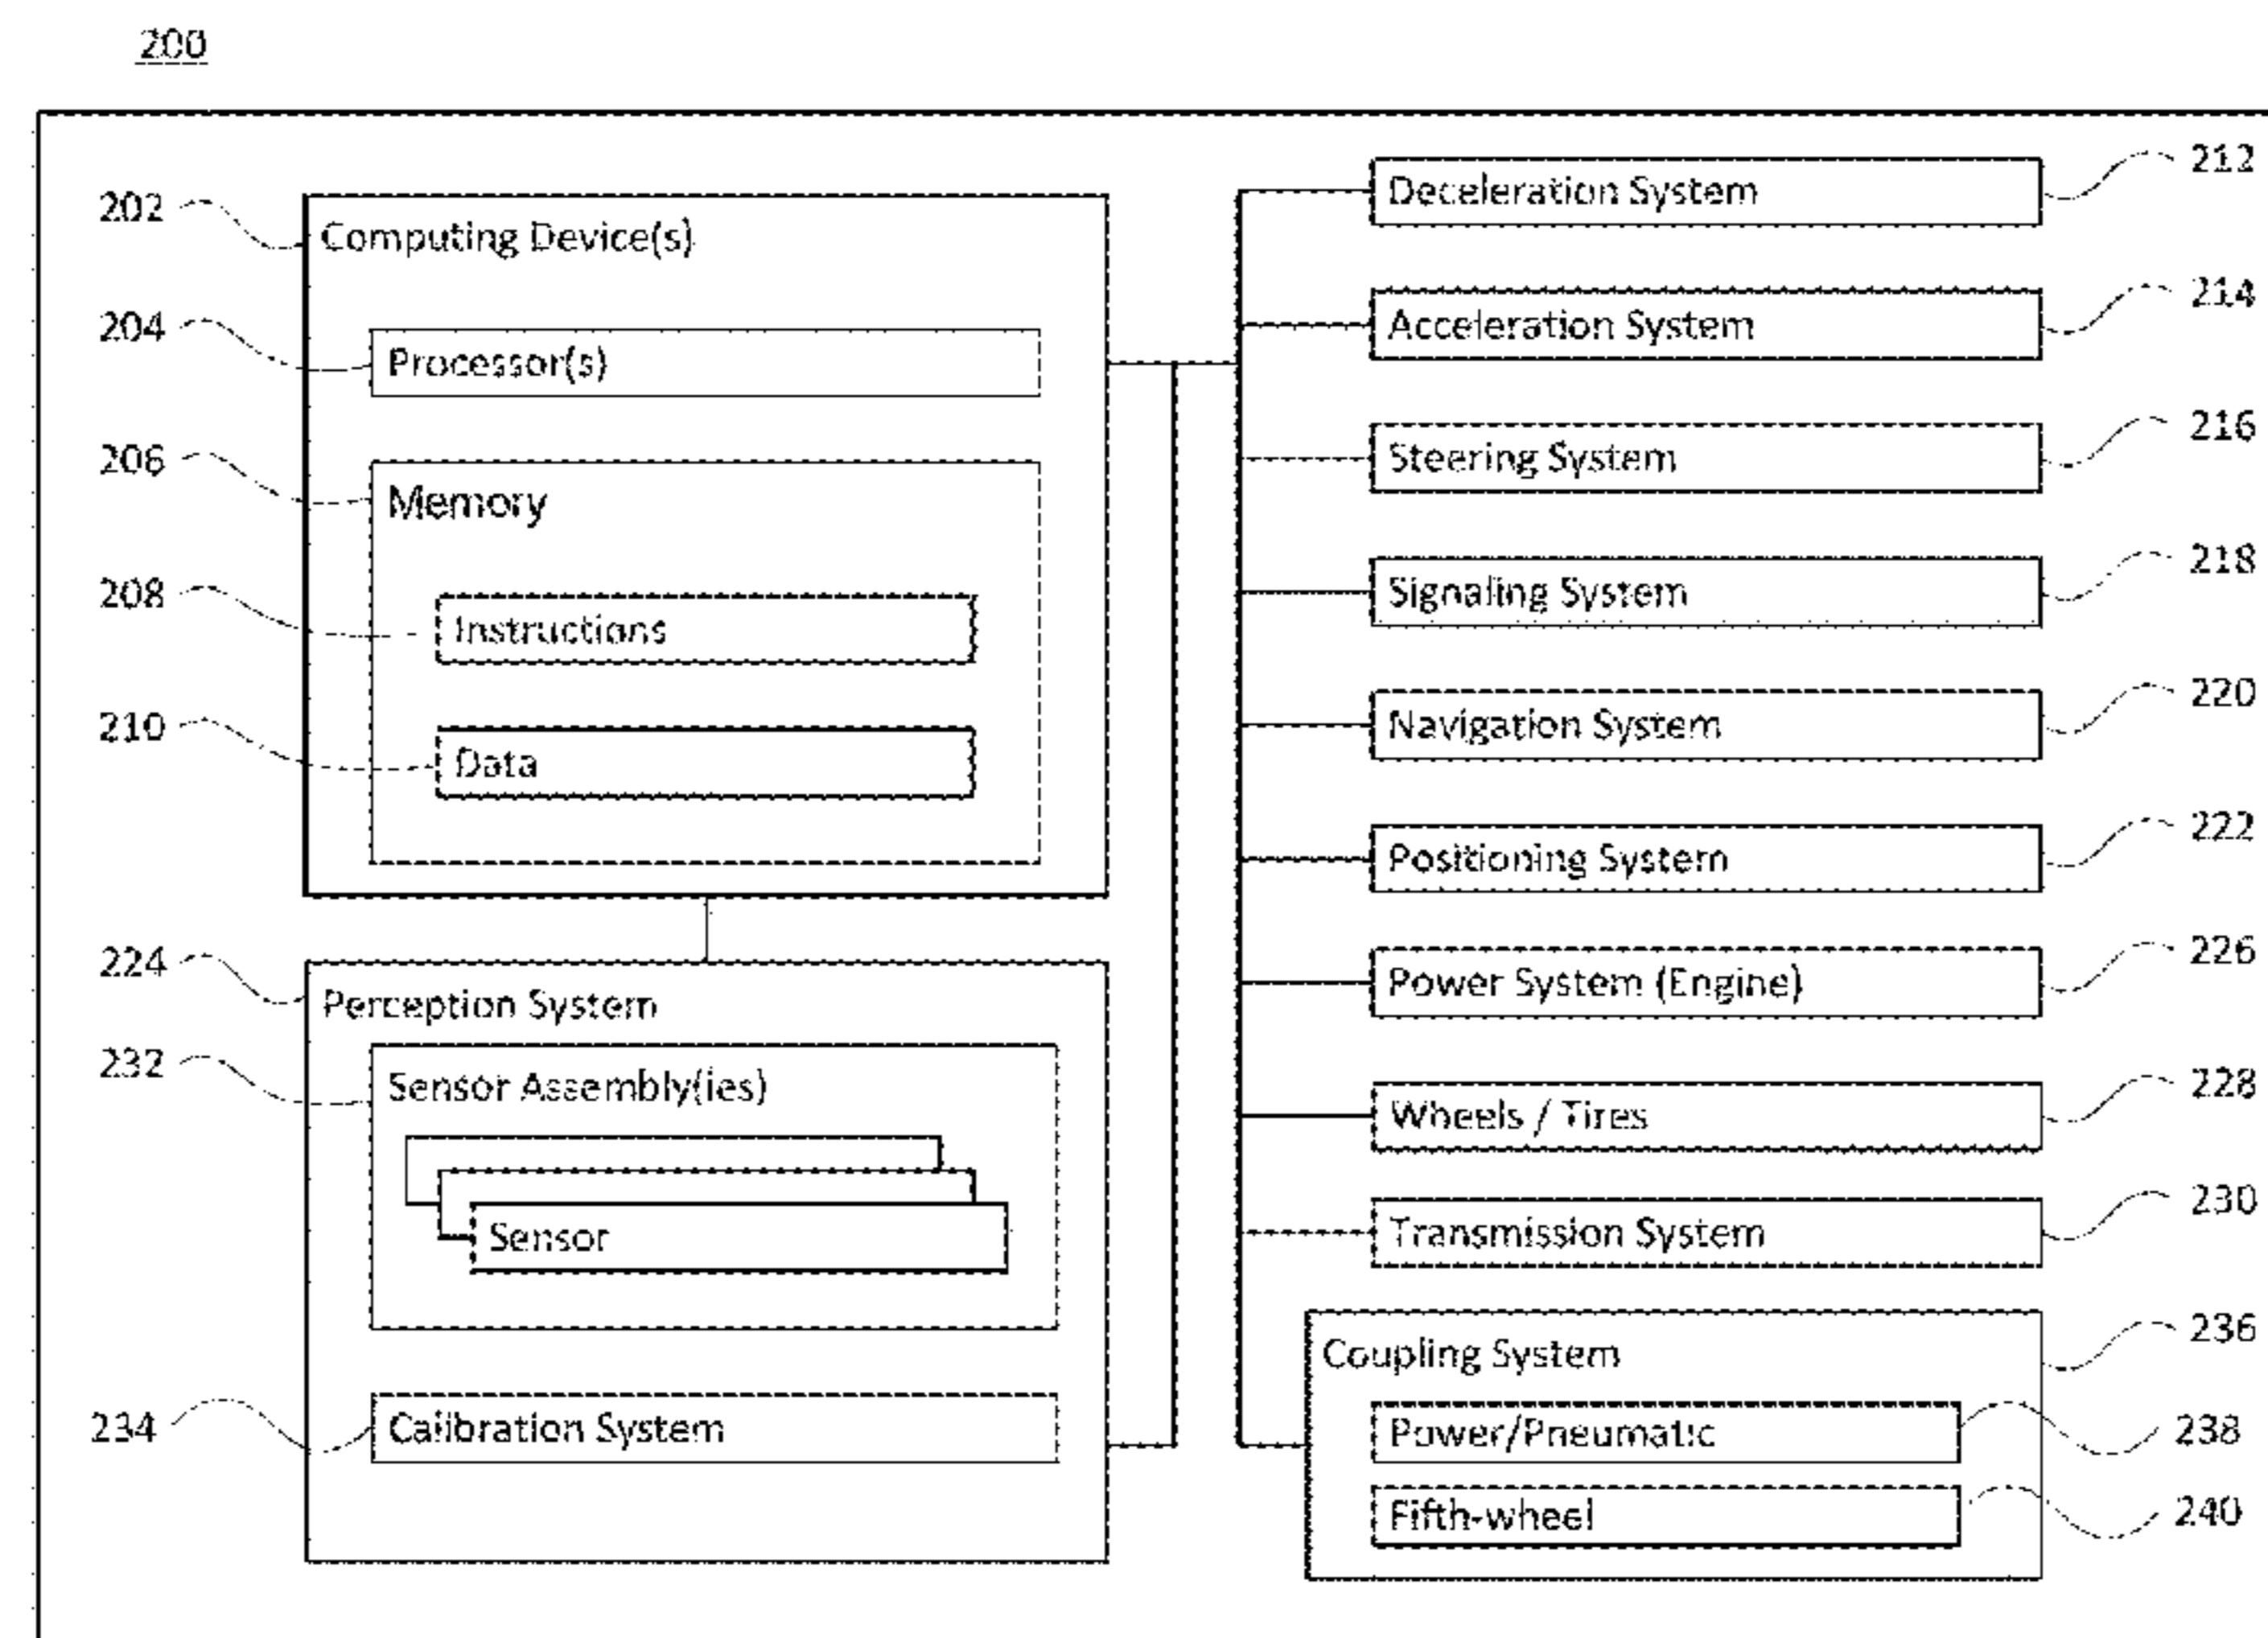 200
202
Computing Device(s)
204
Processor(s)
206
Memory
208
Instructions
210
Data
224
Perception System
232
Sensor Assembly(ies)
Sensor
234
Calibration System
Deceleration System
212
Acceleration System
214
Steering System
216
Signaling System
218
Navigation System
220
Positioning System
222
Power System (Engine)
226
Wheels / Tires
228
Transmission System
230
Coupling System
236
Power/Pneumatic
238
Fifth-wheel
240